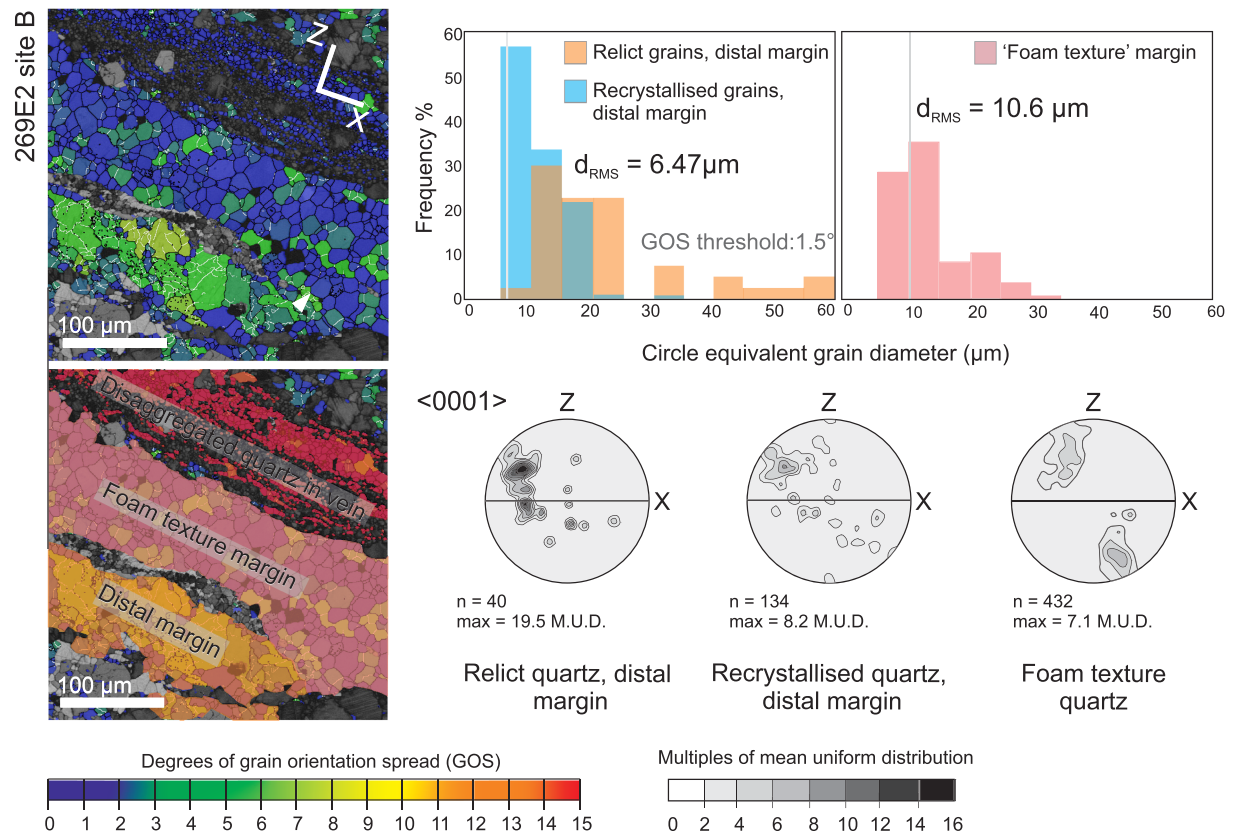 269E2 site B
Z
X
100 µm
Disaggregated quartz in vein
Foam texture margin
Distal margin
100 µm
Frequency %
60
50
40
30
20
10
0
Relict grains, distal margin
Recrystallised grains,
distal margin
dRMS = 6.47µm
GOS threshold:1.5°
0 10 20 30 40 50 60
'Foam texture' margin
dRMS = 10.6 µm
0 10 20 30 40 50 60
Circle equivalent grain diameter (µm)
<0001>
Z
X
n = 40
max = 19.5 M.U.D.
Relict quartz, distal
margin
Z
X
n = 134
max = 8.2 M.U.D.
Recrystallised quartz,
distal margin
Z
X
n = 432
max = 7.1 M.U.D.
Foam texture
quartz
Degrees of grain orientation spread (GOS)
0 1 2 3 4 5 6 7 8 9 10 11 12 13 14 15
Multiples of mean uniform distribution
0 2 4 6 8 10 12 14 16